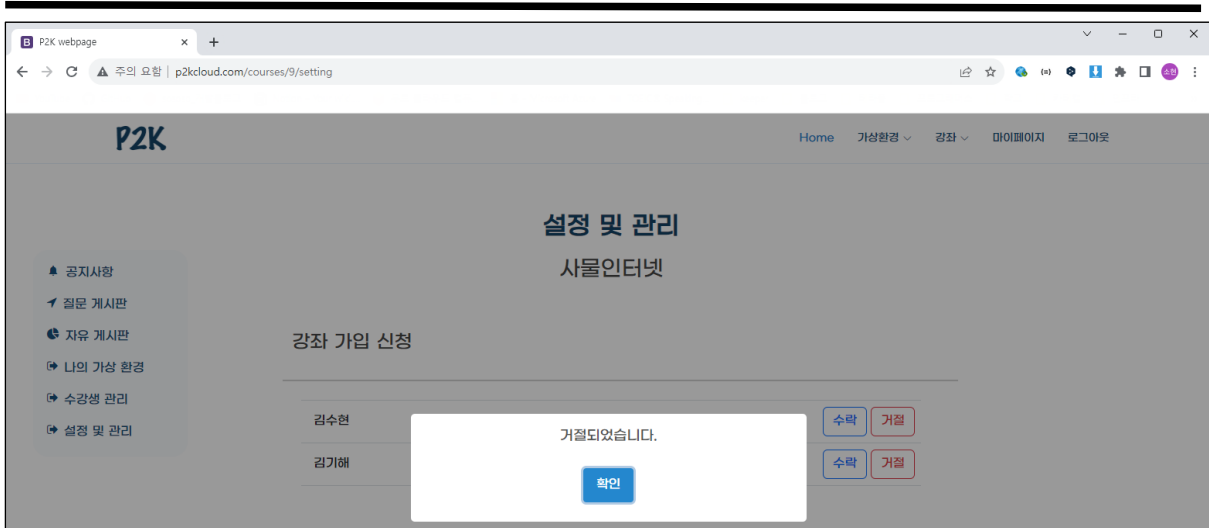 P2K webpage
주의 요함 | p2kcloud.com/courses/9/setting
소현
P2K
Home 가상환경 강좌 마이페이지 로그아웃
설정 및 관리
사물인터넷
공지사항
질문 게시판
자유 게시판
나의 가상 환경
수강생 관리
설정 및 관리
강좌 가입 신청
김수현 수락 거절
김기해 수락 거절
거절되었습니다.
확인